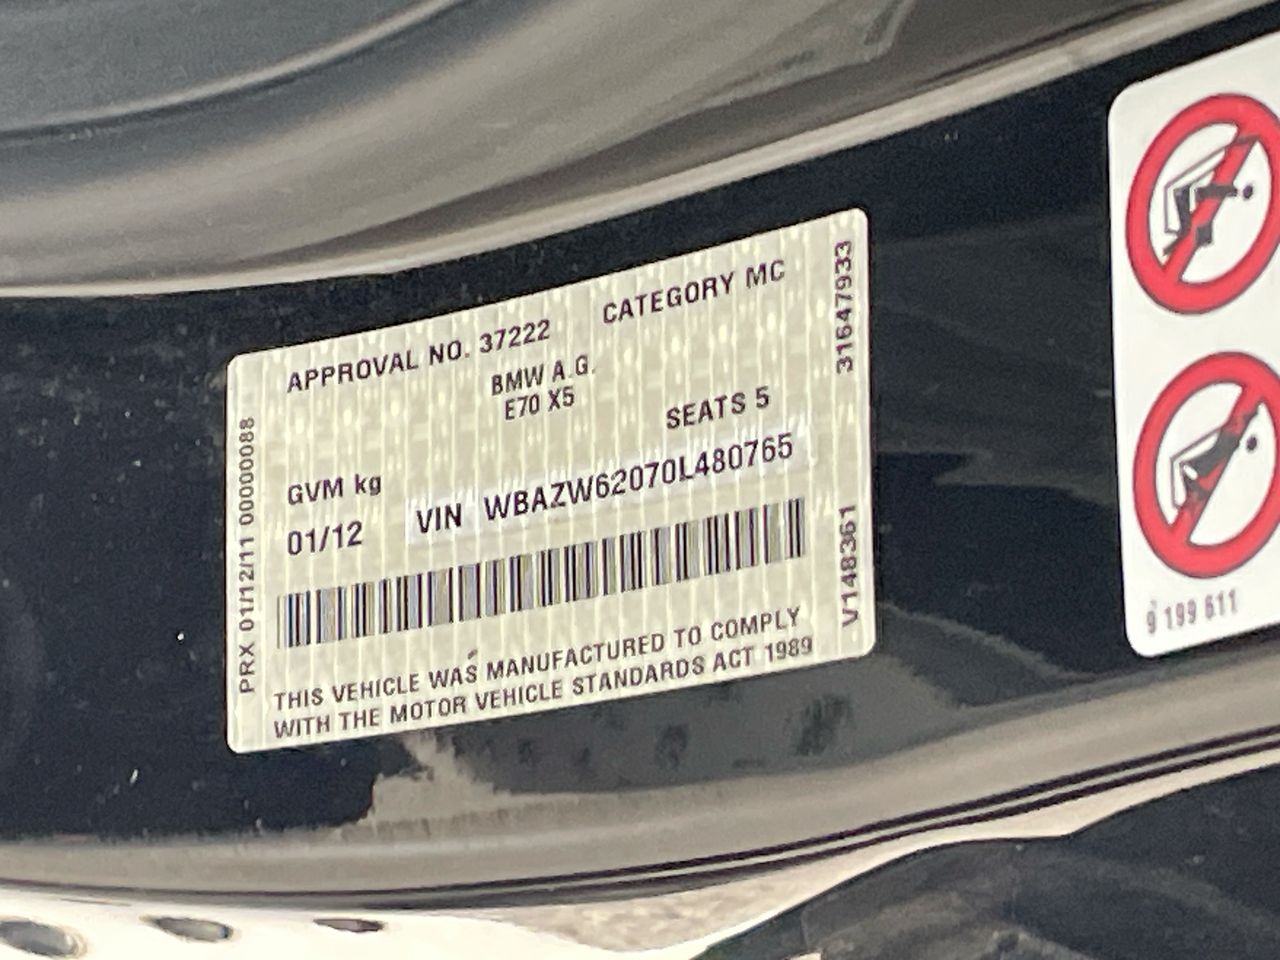 APPROVAL NO. 37222 CATEGORY MC
BMW A.G.
E70 X5
SEATS 5
GVM kg
01/12 VIN WBAZW62070L480765
THIS VEHICLE WAS MANUFACTURED TO COMPLY
WITH THE MOTOR VEHICLE STANDARDS ACT 1989
PRX 01/12/11 00000088
31647933
V148361
9 199 611